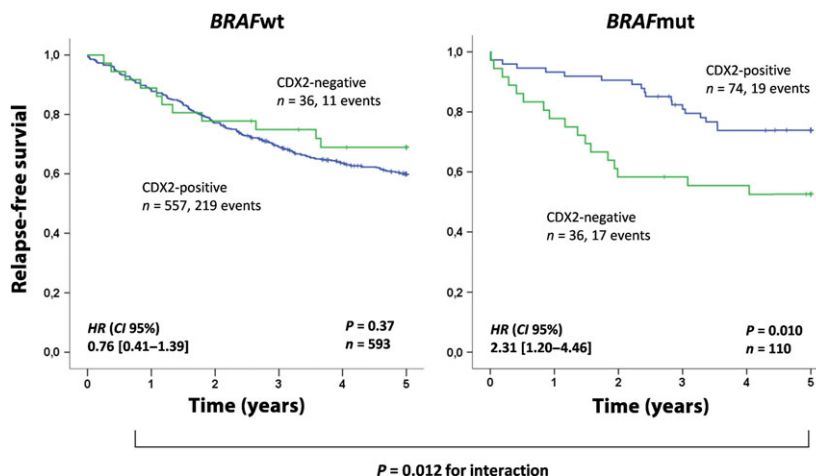 BRAFwt
BRAFmut
Relapse-free survial
1,0
0,8
0,6
0,4
0,2
0,0
CDX2-negative
n = 36, 11 events
CDX2-positive
n = 557, 219 events
HR (CI 95%)
0.76 [0.41–1.39]
P = 0.37
n = 593
0 1 2 3 4 5
Time (years)
1,0
0,8
0,6
0,4
0,2
0,0
CDX2-positive
n = 74, 19 events
CDX2-negative
n = 36, 17 events
HR (CI 95%)
2.31 [1.20–4.46]
P = 0.010
n = 110
0 1 2 3 4 5
Time (years)
P = 0.012 for interaction